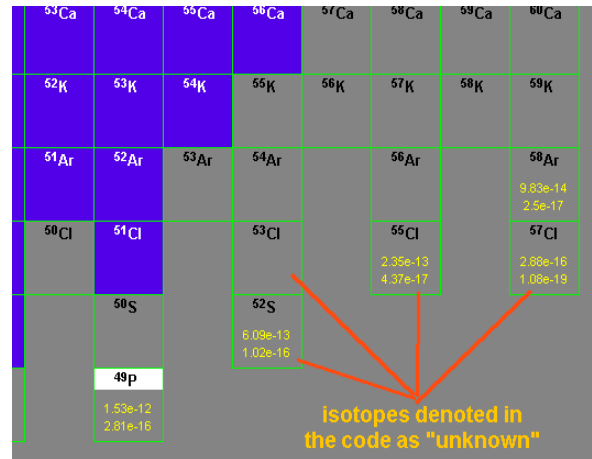 53Ca 54Ca 55Ca 56Ca 57Ca 58Ca 59Ca 60Ca
52K 53K 54K 55K 56K 57K 58K 59K
51Ar 52Ar 53Ar 54Ar 56Ar 58Ar
9.83e-14
2.5e-17
50Cl 51Cl 53Cl 55Cl 57Cl
2.35e-13 2.88e-16
4.37e-17 1.08e-19
50S 52S
6.09e-13
1.02e-16
49P
1.53e-12
2.81e-16
isotopes denoted in
the code as "unknown"